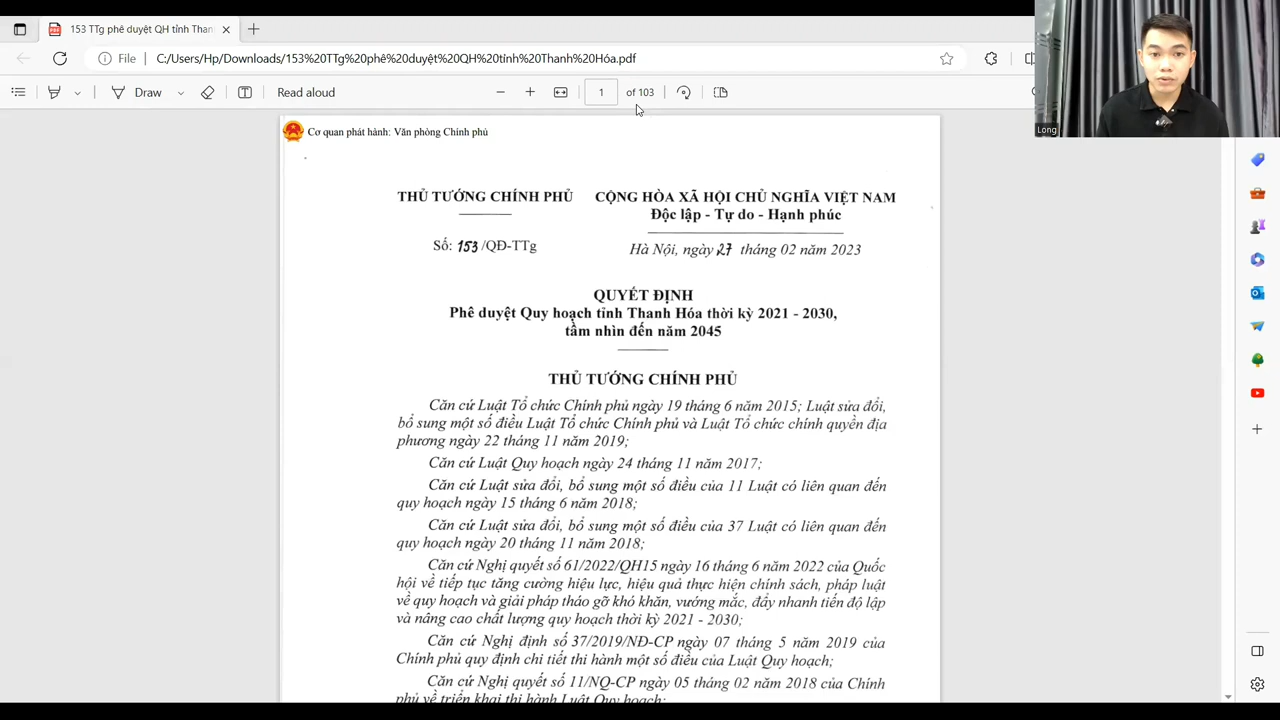 153 TTg phê duyệt QH tỉnh Than
File C:/Users/Hp/Downloads/153%20TTg%20phê%20duyệt%20QH%20tỉnh%20Thanh%20Hóa.pdf
Draw Read aloud 1 of 103
Long
Cơ quan phát hành: Văn phòng Chính phủ
THỦ TƯỚNG CHÍNH PHỦ
CỘNG HÒA XÃ HỘI CHỦ NGHĨA VIỆT NAM
Độc lập - Tự do - Hạnh phúc
Số: 153/QĐ-TTg
Hà Nội, ngày 27 tháng 02 năm 2023
QUYẾT ĐỊNH
Phê duyệt Quy hoạch tỉnh Thanh Hóa thời kỳ 2021 - 2030,
tầm nhìn đến năm 2045
THỦ TƯỚNG CHÍNH PHỦ
Căn cứ Luật Tổ chức Chính phủ ngày 19 tháng 6 năm 2015; Luật sửa đổi,
bổ sung một số điều Luật Tổ chức Chính phủ và Luật Tổ chức chính quyền địa
phương ngày 22 tháng 11 năm 2019;
Căn cứ Luật Quy hoạch ngày 24 tháng 11 năm 2017;
Căn cứ Luật sửa đổi, bổ sung một số điều của 11 Luật có liên quan đến
quy hoạch ngày 15 tháng 6 năm 2018;
Căn cứ Luật sửa đổi, bổ sung một số điều của 37 Luật có liên quan đến
quy hoạch ngày 20 tháng 11 năm 2018;
Căn cứ Nghị quyết số 61/2022/QH15 ngày 16 tháng 6 năm 2022 của Quốc
hội về tiếp tục tăng cường hiệu lực, hiệu quả thực hiện chính sách, pháp luật
về quy hoạch và giải pháp tháo gỡ khó khăn, vướng mắc, đẩy nhanh tiến độ lập
và nâng cao chất lượng quy hoạch thời kỳ 2021 - 2030;
Căn cứ Nghị định số 37/2019/NĐ-CP ngày 07 tháng 5 năm 2019 của
Chính phủ quy định chi tiết thi hành một số điều của Luật Quy hoạch;
Căn cứ Nghị quyết số 11/NQ-CP ngày 05 tháng 02 năm 2018 của Chính
phủ về triển khai thi hành Luật Quy hoạch;